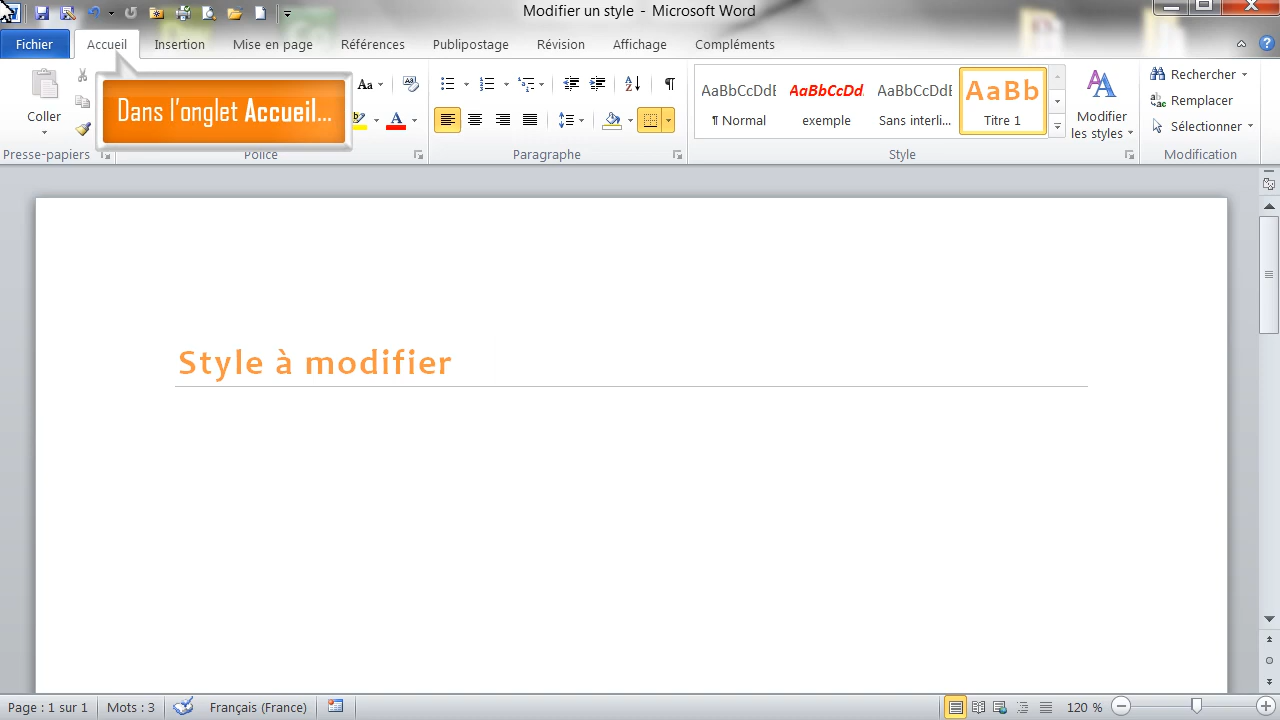 Modifier un style - Microsoft Word
Fichier Accueil Insertion Mise en page Références Publipostage Révision Affichage Compléments
Dans l'onglet Accueil...
Coller
Presse-papiers
Aa
Police
Paragraphe
AaBbCcDdE AaBbCcDd AaBbCcDdE AaBb
¶ Normal exemple Sans interli... Titre 1
Style
Modifier
les styles
Rechercher
Remplacer
Sélectionner
Modification
Style à modifier
Page : 1 sur 1 Mots : 3 Français (France) 120 %